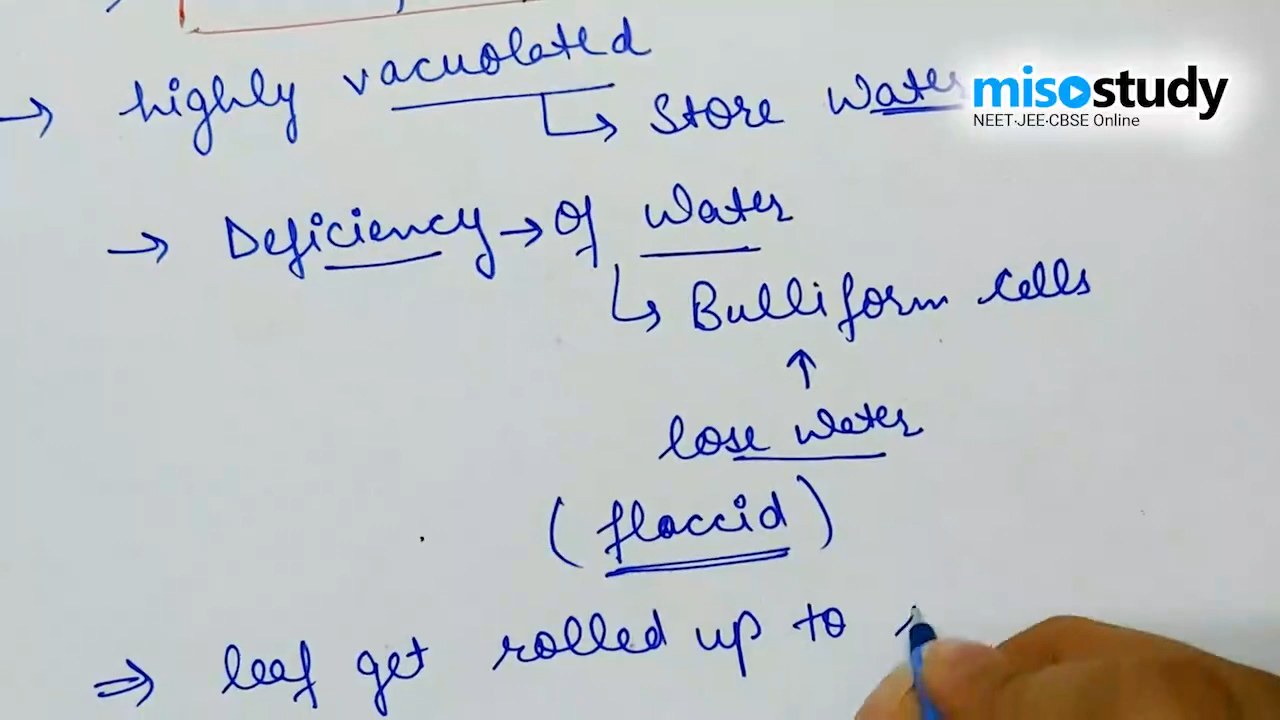 → highly vacuolated
↳ Store water
misostudy
NEET·JEE·CBSE Online
→ Deficiency → of water
↳ Bulliform cells
↑
lose water
(flaccid)
⇒ leaf get rolled up to